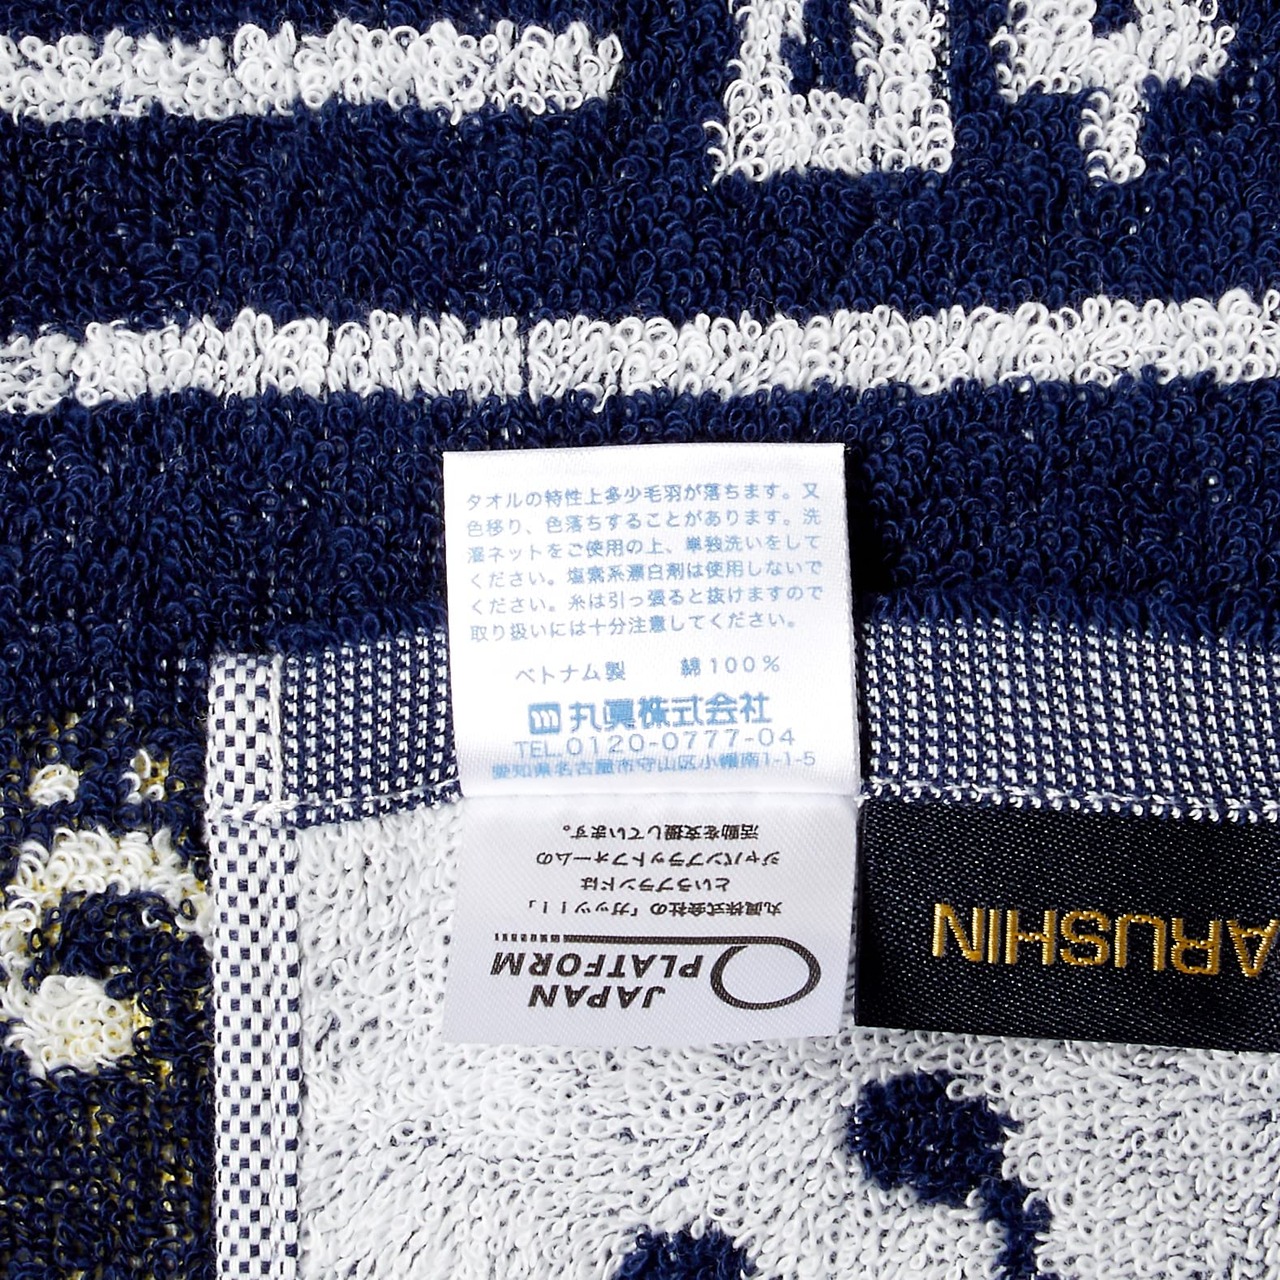 タオルの特性上多少毛羽が落ちます。又
色移り、色落ちすることがあります。洗
濯ネットをご使用の上、単独洗いをして
ください。塩素系漂白剤は使用しないで
ください。糸は引っ張ると抜けますので
取り扱いには十分注意してください。
ベトナム製 綿100%
丸眞株式会社
TEL.0120-0777-04
愛知県名古屋市守山区小幡南1-1-5
JAPAN
PLATFORM
丸眞株式会社の「ガッツ!!」
というブランドは
ジャパンプラットフォームの
活動を支援しています。
ARUSHIN